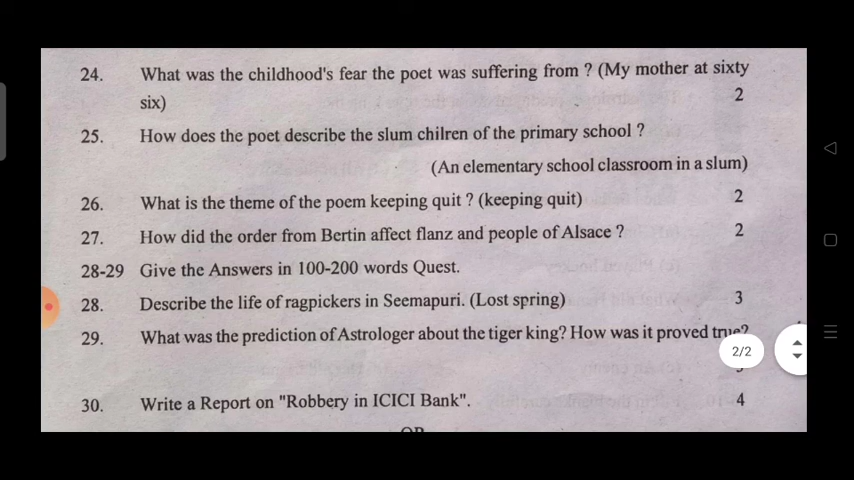 24. What was the childhood's fear the poet was suffering from ? (My mother at sixty
six) 2
25. How does the poet describe the slum chilren of the primary school ?
(An elementary school classroom in a slum)
26. What is the theme of the poem keeping quit ? (keeping quit) 2
27. How did the order from Bertin affect flanz and people of Alsace ? 2
28-29 Give the Answers in 100-200 words Quest.
28. Describe the life of ragpickers in Seemapuri. (Lost spring) 3
29. What was the prediction of Astrologer about the tiger king? How was it proved true?
2/2
30. Write a Report on "Robbery in ICICI Bank". 4